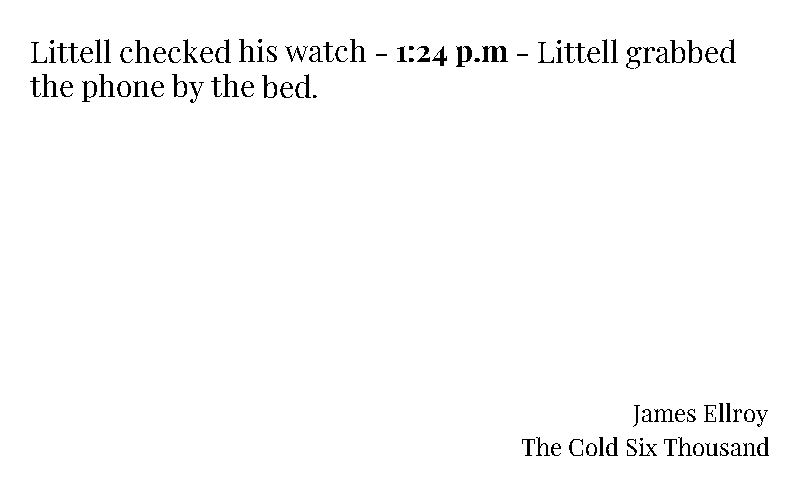 Littell checked his watch – 1:24 p.m – Littell grabbed
the phone by the bed.
James Ellroy
The Cold Six Thousand